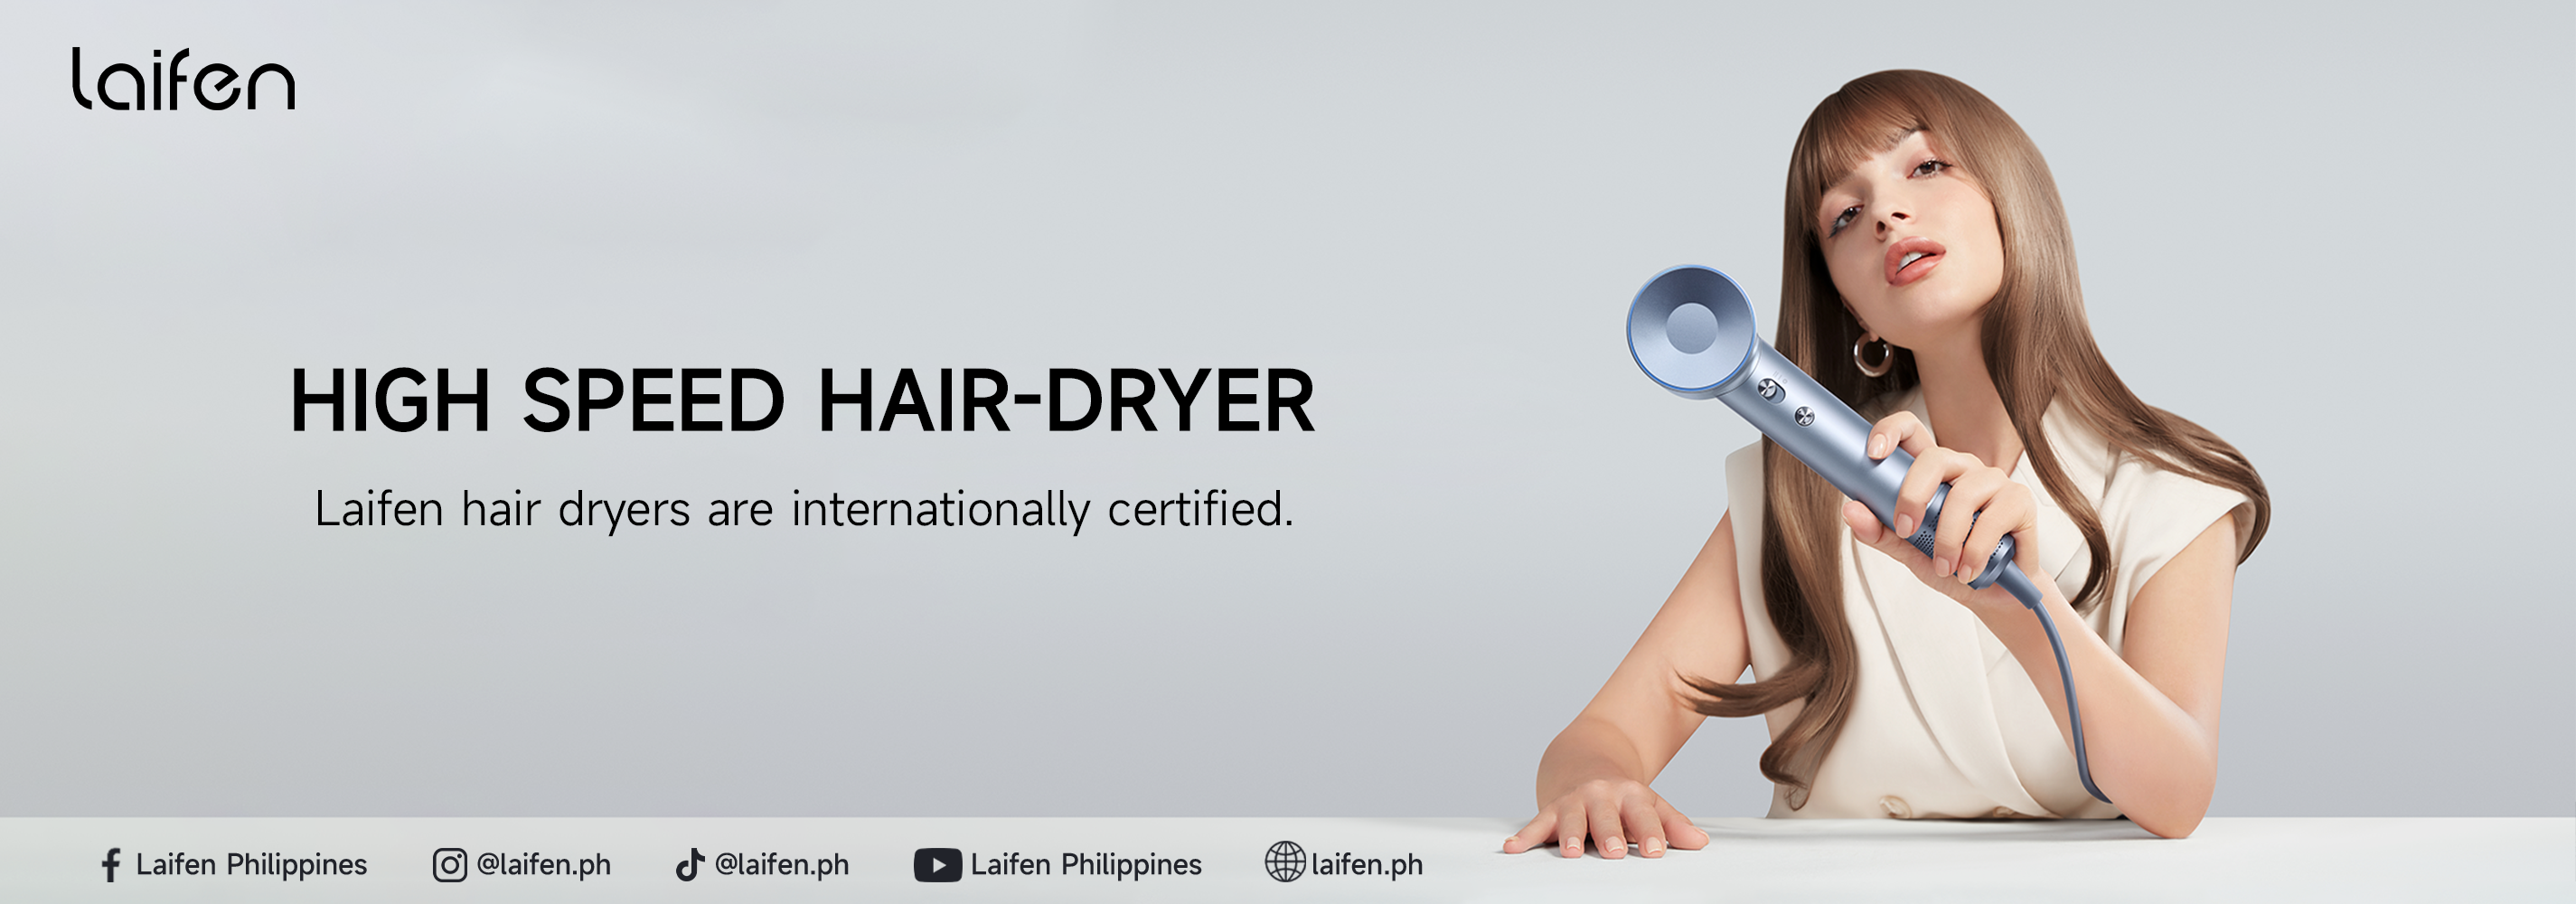 laifen
HIGH SPEED HAIR-DRYER
Laifen hair dryers are internationally certified.
Laifen Philippines @laifen.ph @laifen.ph Laifen Philippines laifen.ph